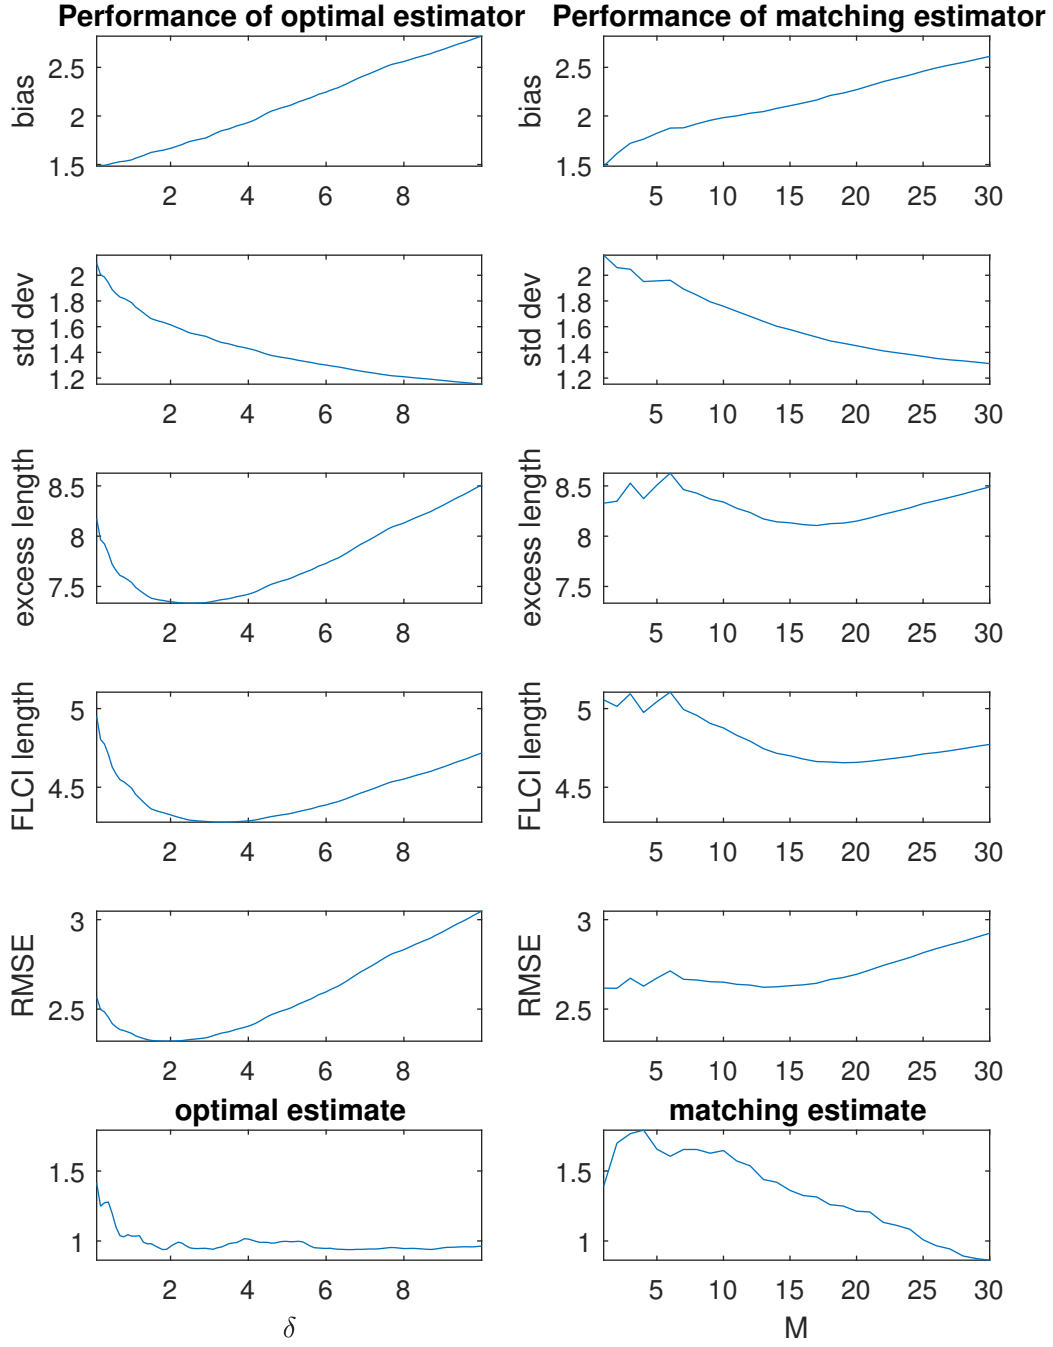 Performance of optimal estimator
bias
2.5
2
1.5
2 4 6 8
std dev
2
1.8
1.6
1.4
1.2
2 4 6 8
excess length
8.5
8
7.5
2 4 6 8
FLCI length
5
4.5
2 4 6 8
RMSE
3
2.5
2 4 6 8
optimal estimate
1.5
1
2 4 6 8
δ
Performance of matching estimator
bias
2.5
2
1.5
5 10 15 20 25 30
std dev
2
1.8
1.6
1.4
1.2
5 10 15 20 25 30
excess length
8.5
8
7.5
5 10 15 20 25 30
FLCI length
5
4.5
5 10 15 20 25 30
RMSE
3
2.5
5 10 15 20 25 30
matching estimate
1.5
1
5 10 15 20 25 30
M